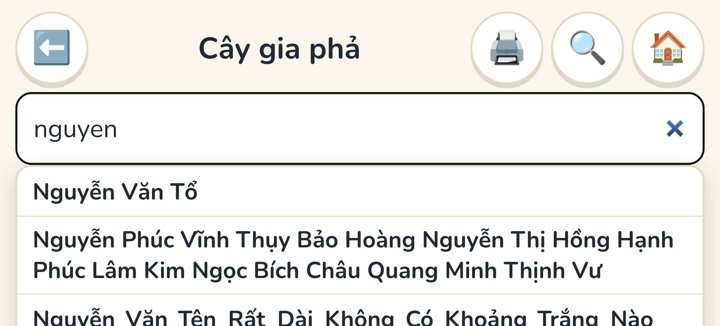 Cây gia phả
nguyen
Nguyễn Văn Tổ
Nguyễn Phúc Vĩnh Thụy Bảo Hoàng Nguyễn Thị Hồng Hạnh
Phúc Lâm Kim Ngọc Bích Châu Quang Minh Thịnh Vư
Nguyễn Văn Tên Rất Dài Không Có Khoảng Trắng Nào